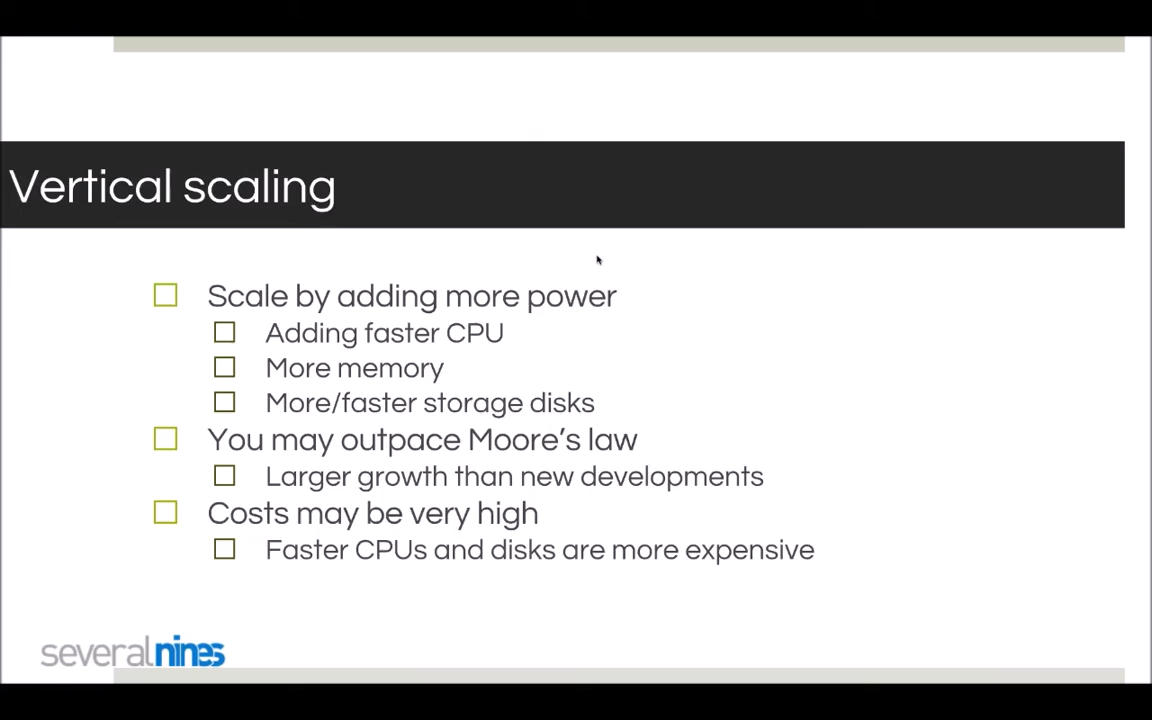 Vertical scaling
Scale by adding more power
Adding faster CPU
More memory
More/faster storage disks
You may outpace Moore’s law
Larger growth than new developments
Costs may be very high
Faster CPUs and disks are more expensive
severalnines